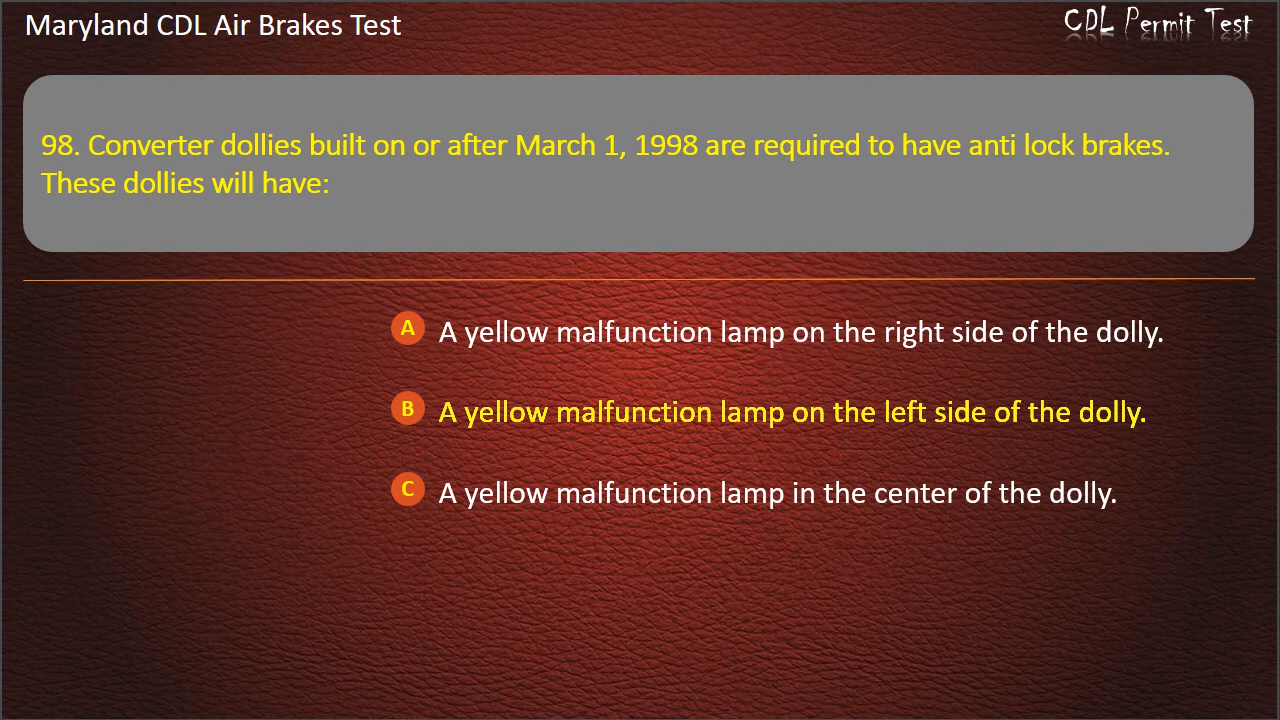 Maryland CDL Air Brakes Test
CDL Permit Test
98. Converter dollies built on or after March 1, 1998 are required to have anti lock brakes.
These dollies will have:
A A yellow malfunction lamp on the right side of the dolly.
B A yellow malfunction lamp on the left side of the dolly.
C A yellow malfunction lamp in the center of the dolly.